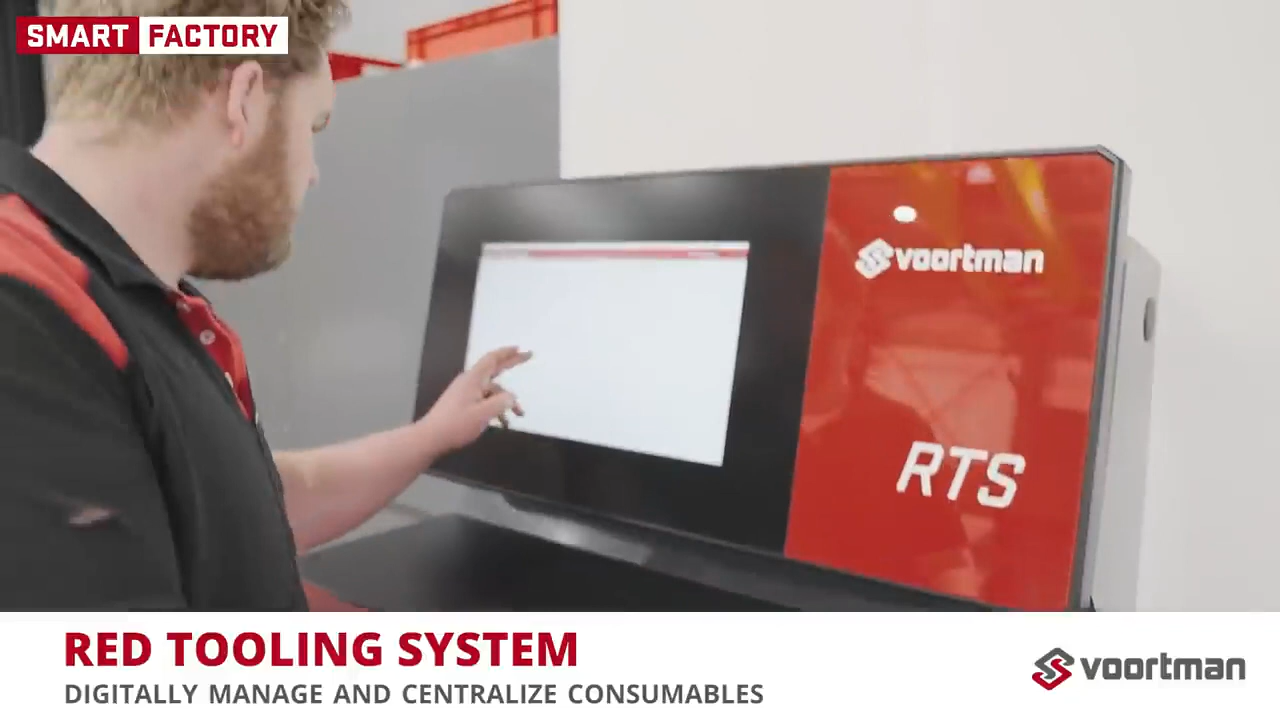 SMART FACTORY
voortman
RTS
RED TOOLING SYSTEM
DIGITALLY MANAGE AND CENTRALIZE CONSUMABLES
voortman